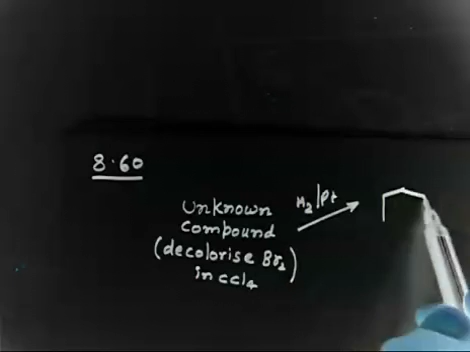 8.60
Unknown
H₂/Pt
compound
(decolorise Br₂)
in ccl₄